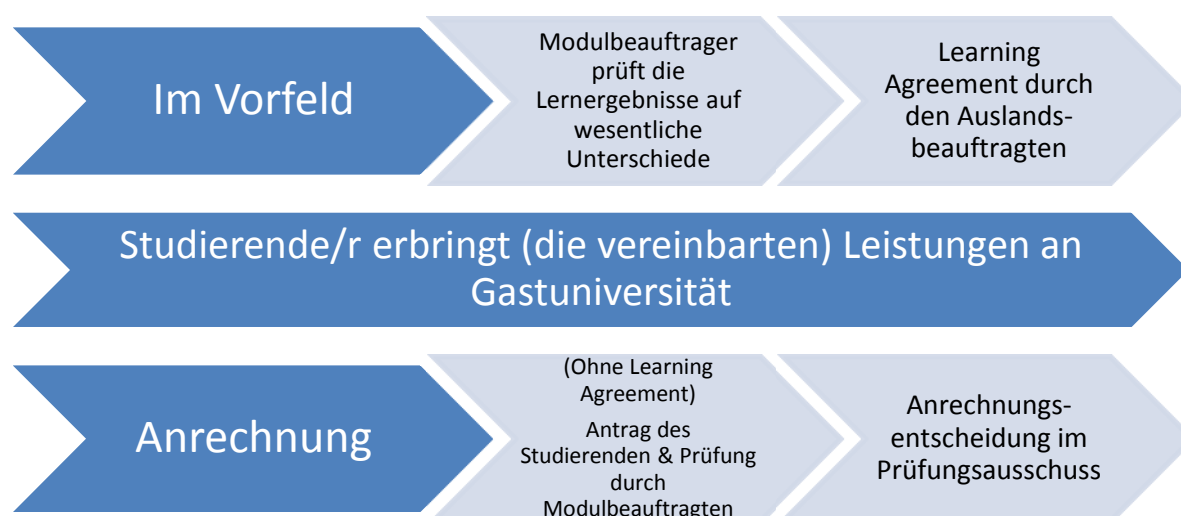 Im Vorfeld
Modulbeauftrager
prüft die
Lernergebnisse auf
wesentliche
Unterschiede
Learning
Agreement durch
den Auslands-
beauftragten
Studierende/r erbringt (die vereinbarten) Leistungen an
Gastuniversität
Anrechnung
(Ohne Learning
Agreement)
Antrag des
Studierenden & Prüfung
durch
Modulbeauftragten
Anrechnungs-
entscheidung im
Prüfungsausschuss